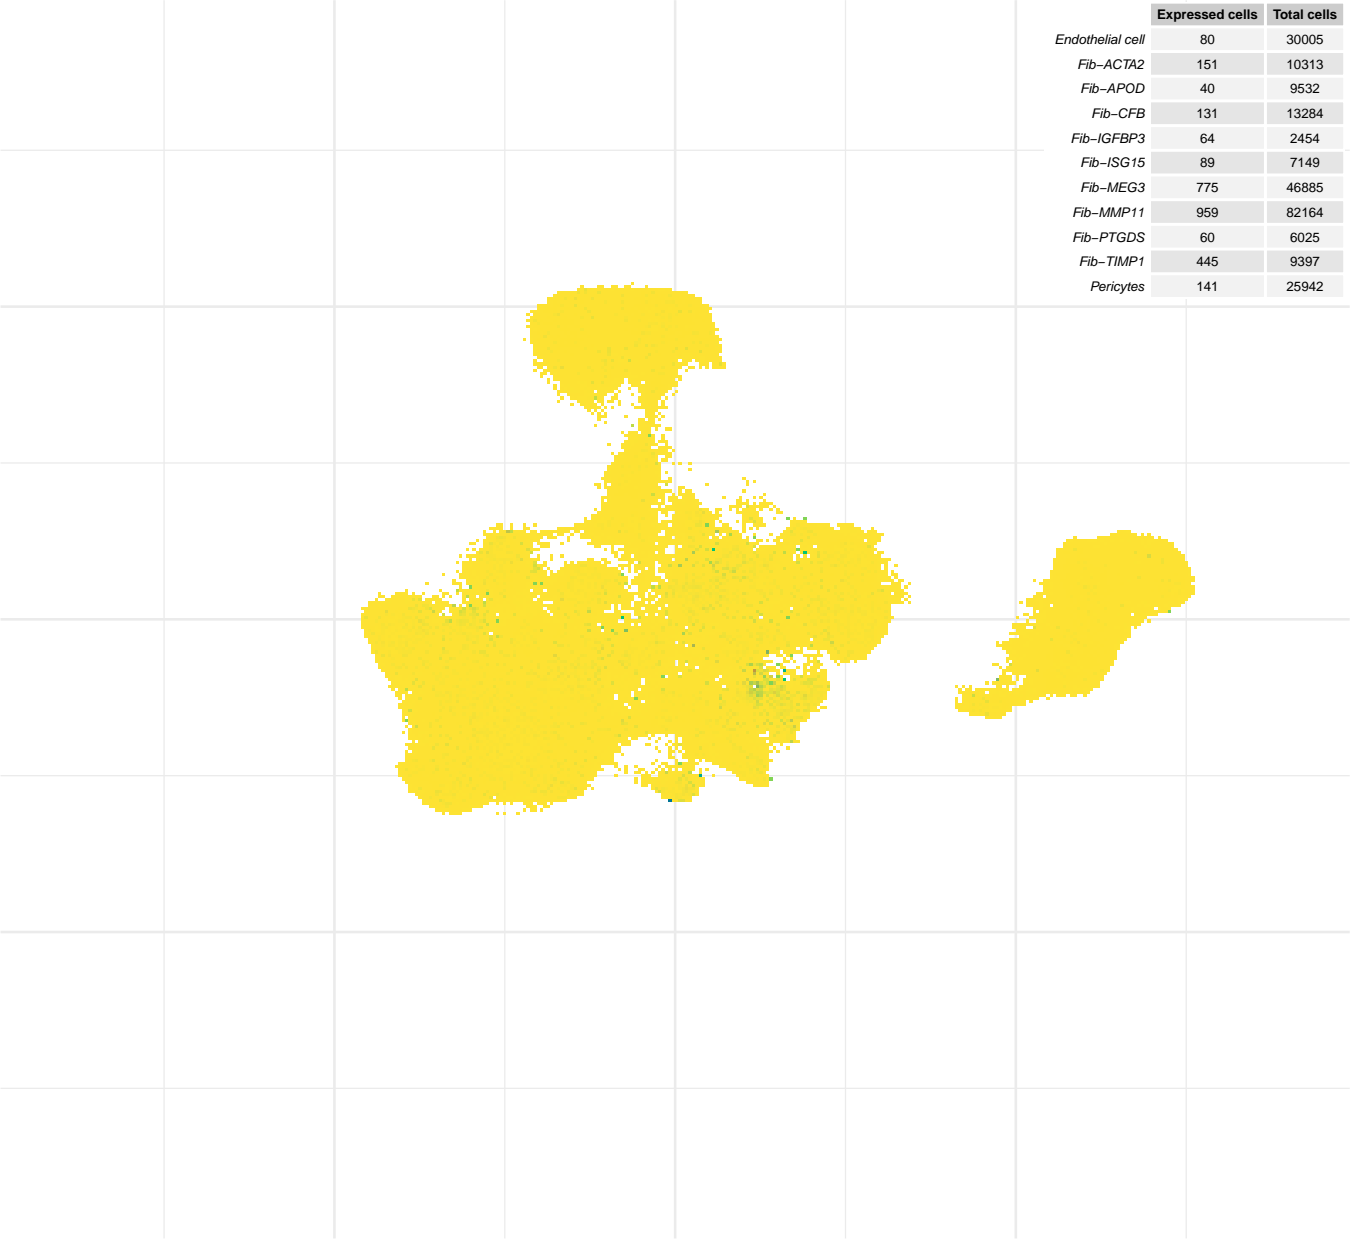 Expressed cells Total cells
Endothelial cell 80 30005
Fib−ACTA2 151 10313
Fib−APOD 40 9532
Fib−CFB 131 13284
Fib−IGFBP3 64 2454
Fib−ISG15 89 7149
Fib−MEG3 775 46885
Fib−MMP11 959 82164
Fib−PTGDS 60 6025
Fib−TIMP1 445 9397
Pericytes 141 25942